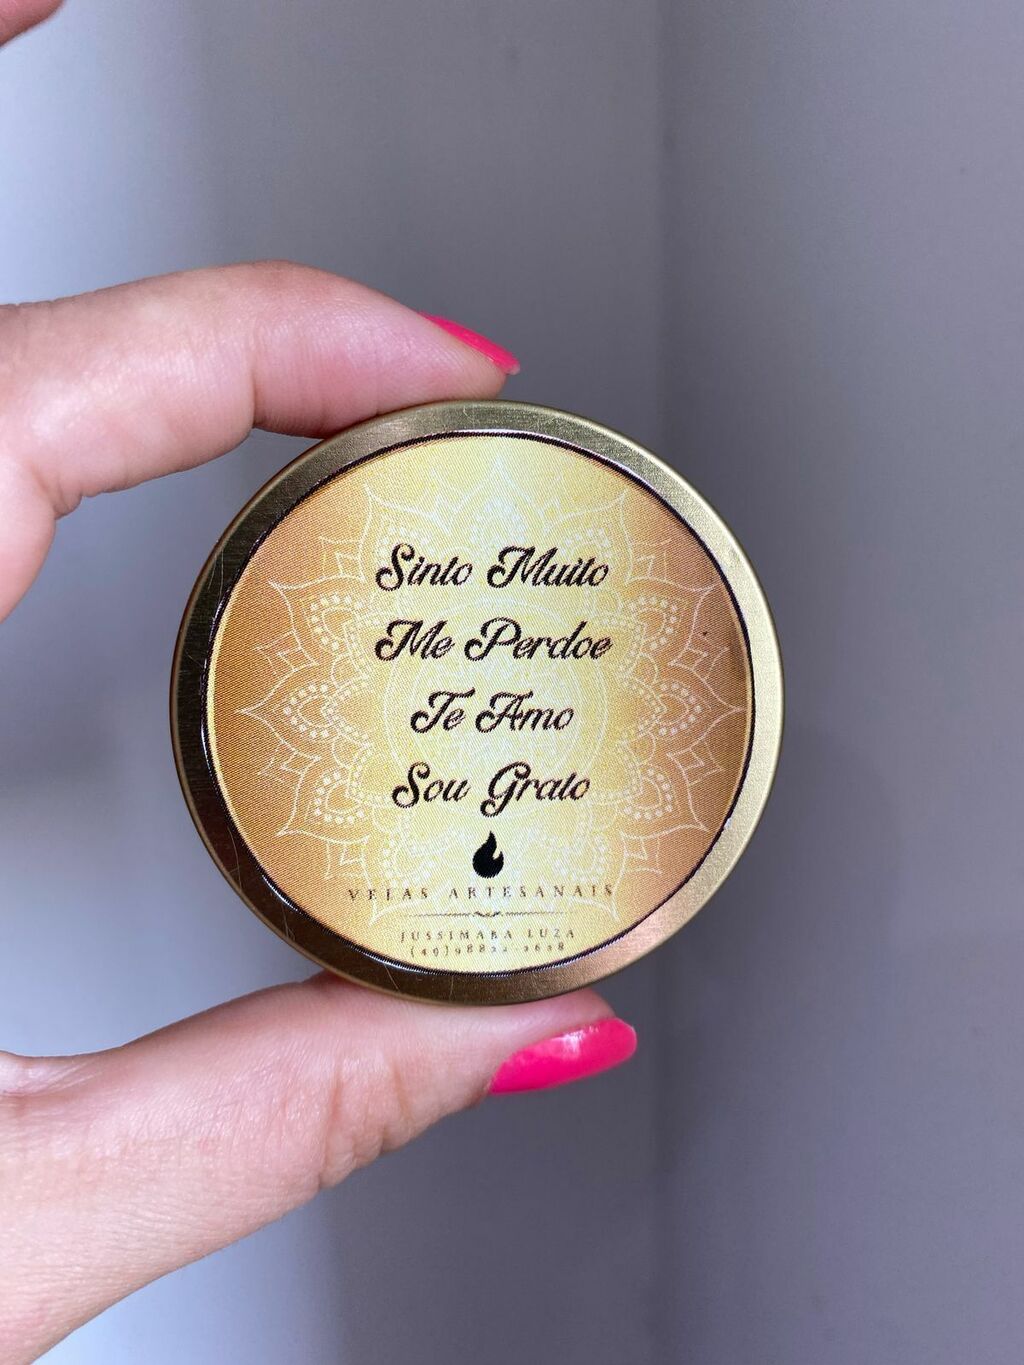 Sinto Muito
Me Perdoe
Te Amo
Sou Grato
VELAS ARTESANAIS
JUSSIMARA LUZA